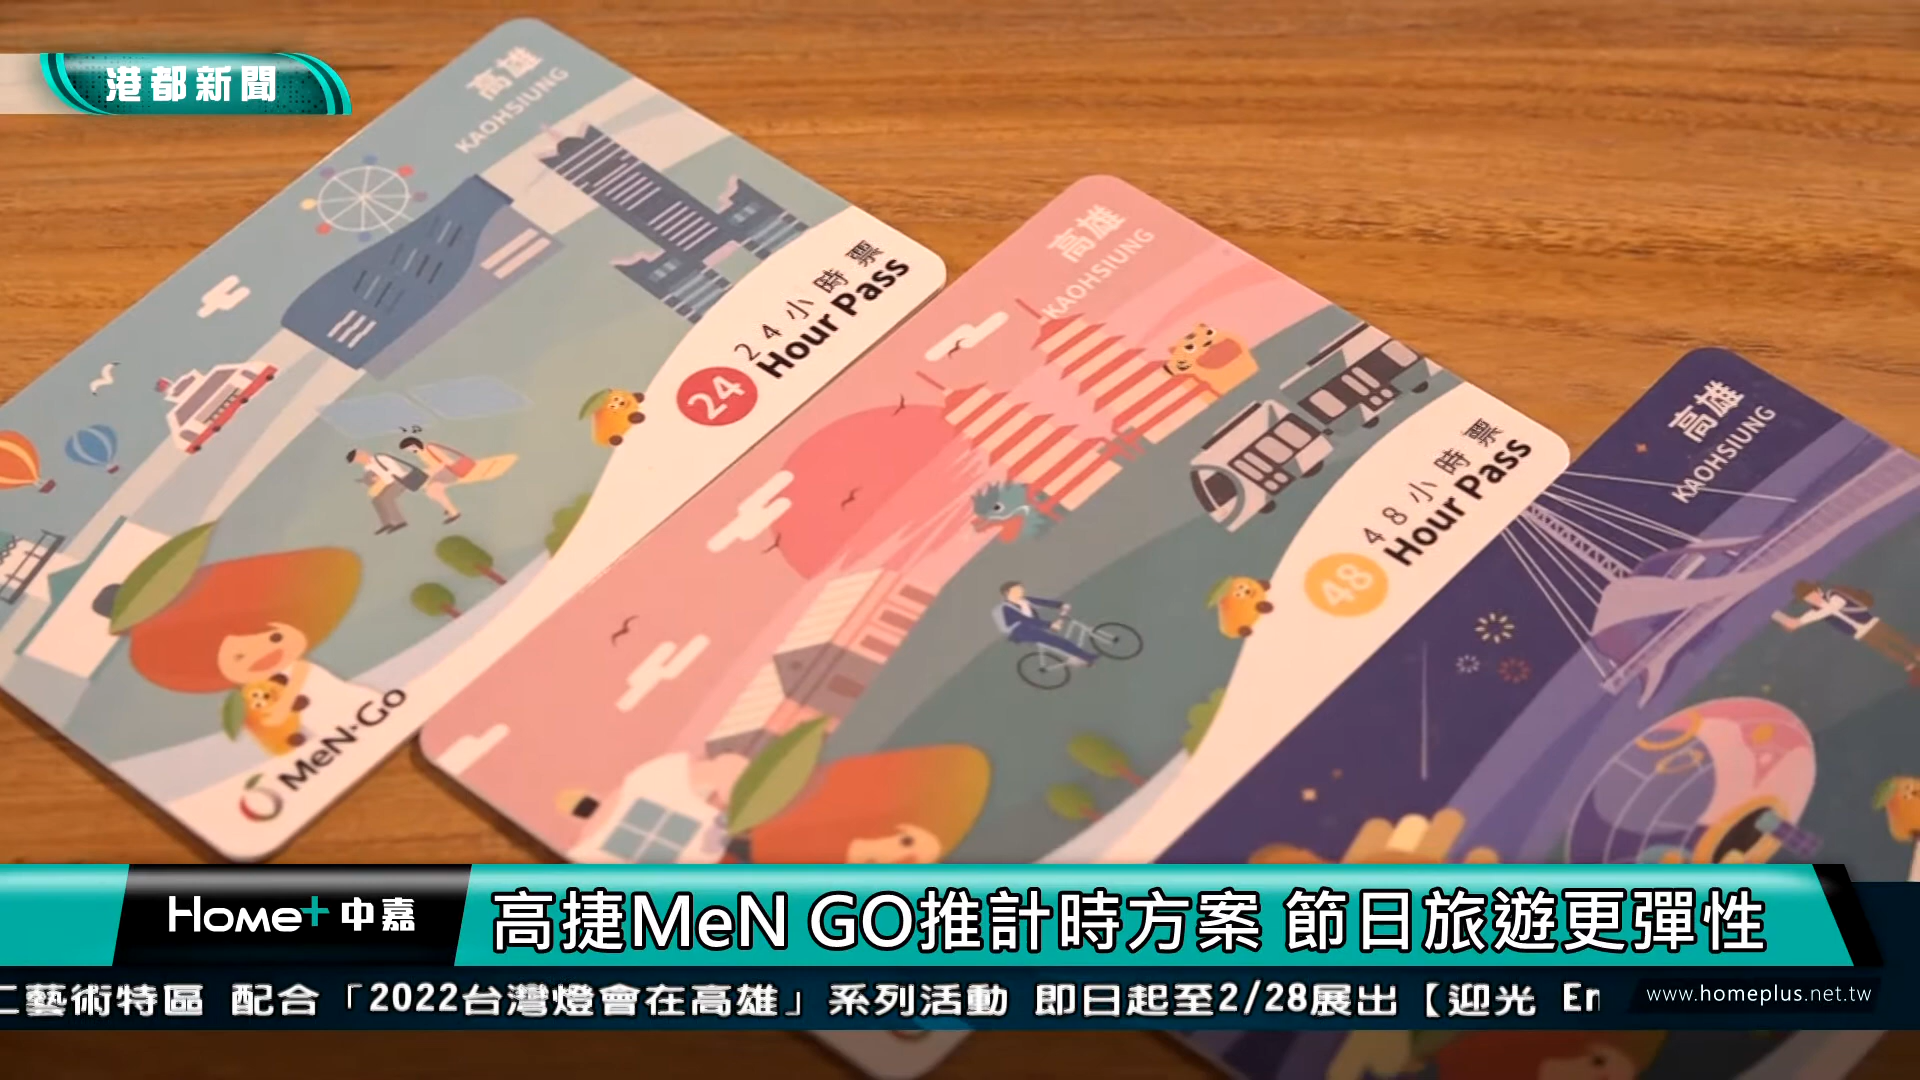 港都新聞
高雄
KAOHSIUNG
24小時票
24 Hour Pass
MeN·Go
高雄
KAOHSIUNG
48小時票
48 Hour Pass
高雄
KAOHSIUNG
Home+ 中嘉
高捷MeN GO推計時方案 節日旅遊更彈性
藝術特區 配合「2022台灣燈會在高雄」系列活動 即日起至2/28展出【迎光 En
www.homeplus.net.tw